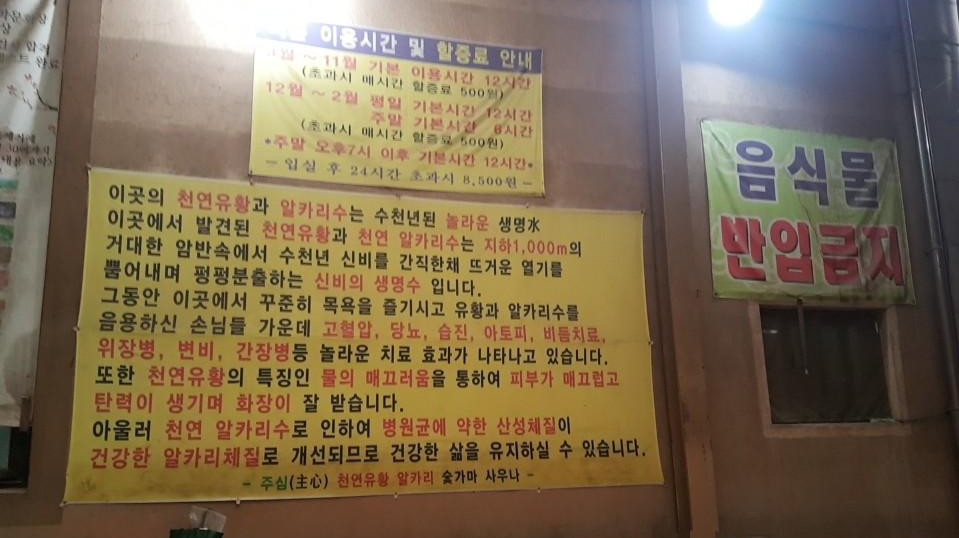 이용시간 및 할증료 안내
~ 11월 기본 이용시간 12시간
(초과시 매시간 할증료 500원)
12월 ~ 2월 평일 기본시간 12시간
주말 기본시간 6시간
(초과시 매시간 할증료 500원)
*주말 오후7시 이후 기본시간 12시간*
- 입실 후 24시간 초과시 8,500원 -
이곳의 천연유황과 알카리수는 수천년된 놀라운 생명水
이곳에서 발견된 천연유황과 천연 알카리수는 지하1,000m의
거대한 암반속에서 수천년 신비를 간직한채 뜨거운 열기를
뿜어내며 펑펑분출하는 신비의 생명수 입니다.
그동안 이곳에서 꾸준히 목욕을 즐기시고 유황과 알카리수를
음용하신 손님들 가운데 고혈압, 당뇨, 습진, 아토피, 비듬치료,
위장병, 변비, 간장병등 놀라운 치료 효과가 나타나고 있습니다.
또한 천연유황의 특징인 물의 매끄러움을 통하여 피부가 매끄럽고
탄력이 생기며 화장이 잘 받습니다.
아울러 천연 알카리수로 인하여 병원균에 약한 산성체질이
건강한 알카리체질로 개선되므로 건강한 삶을 유지하실 수 있습니다.
- 주심(主心) 천연유황 알카리 숯가마 사우나 -
음식물
반입금지